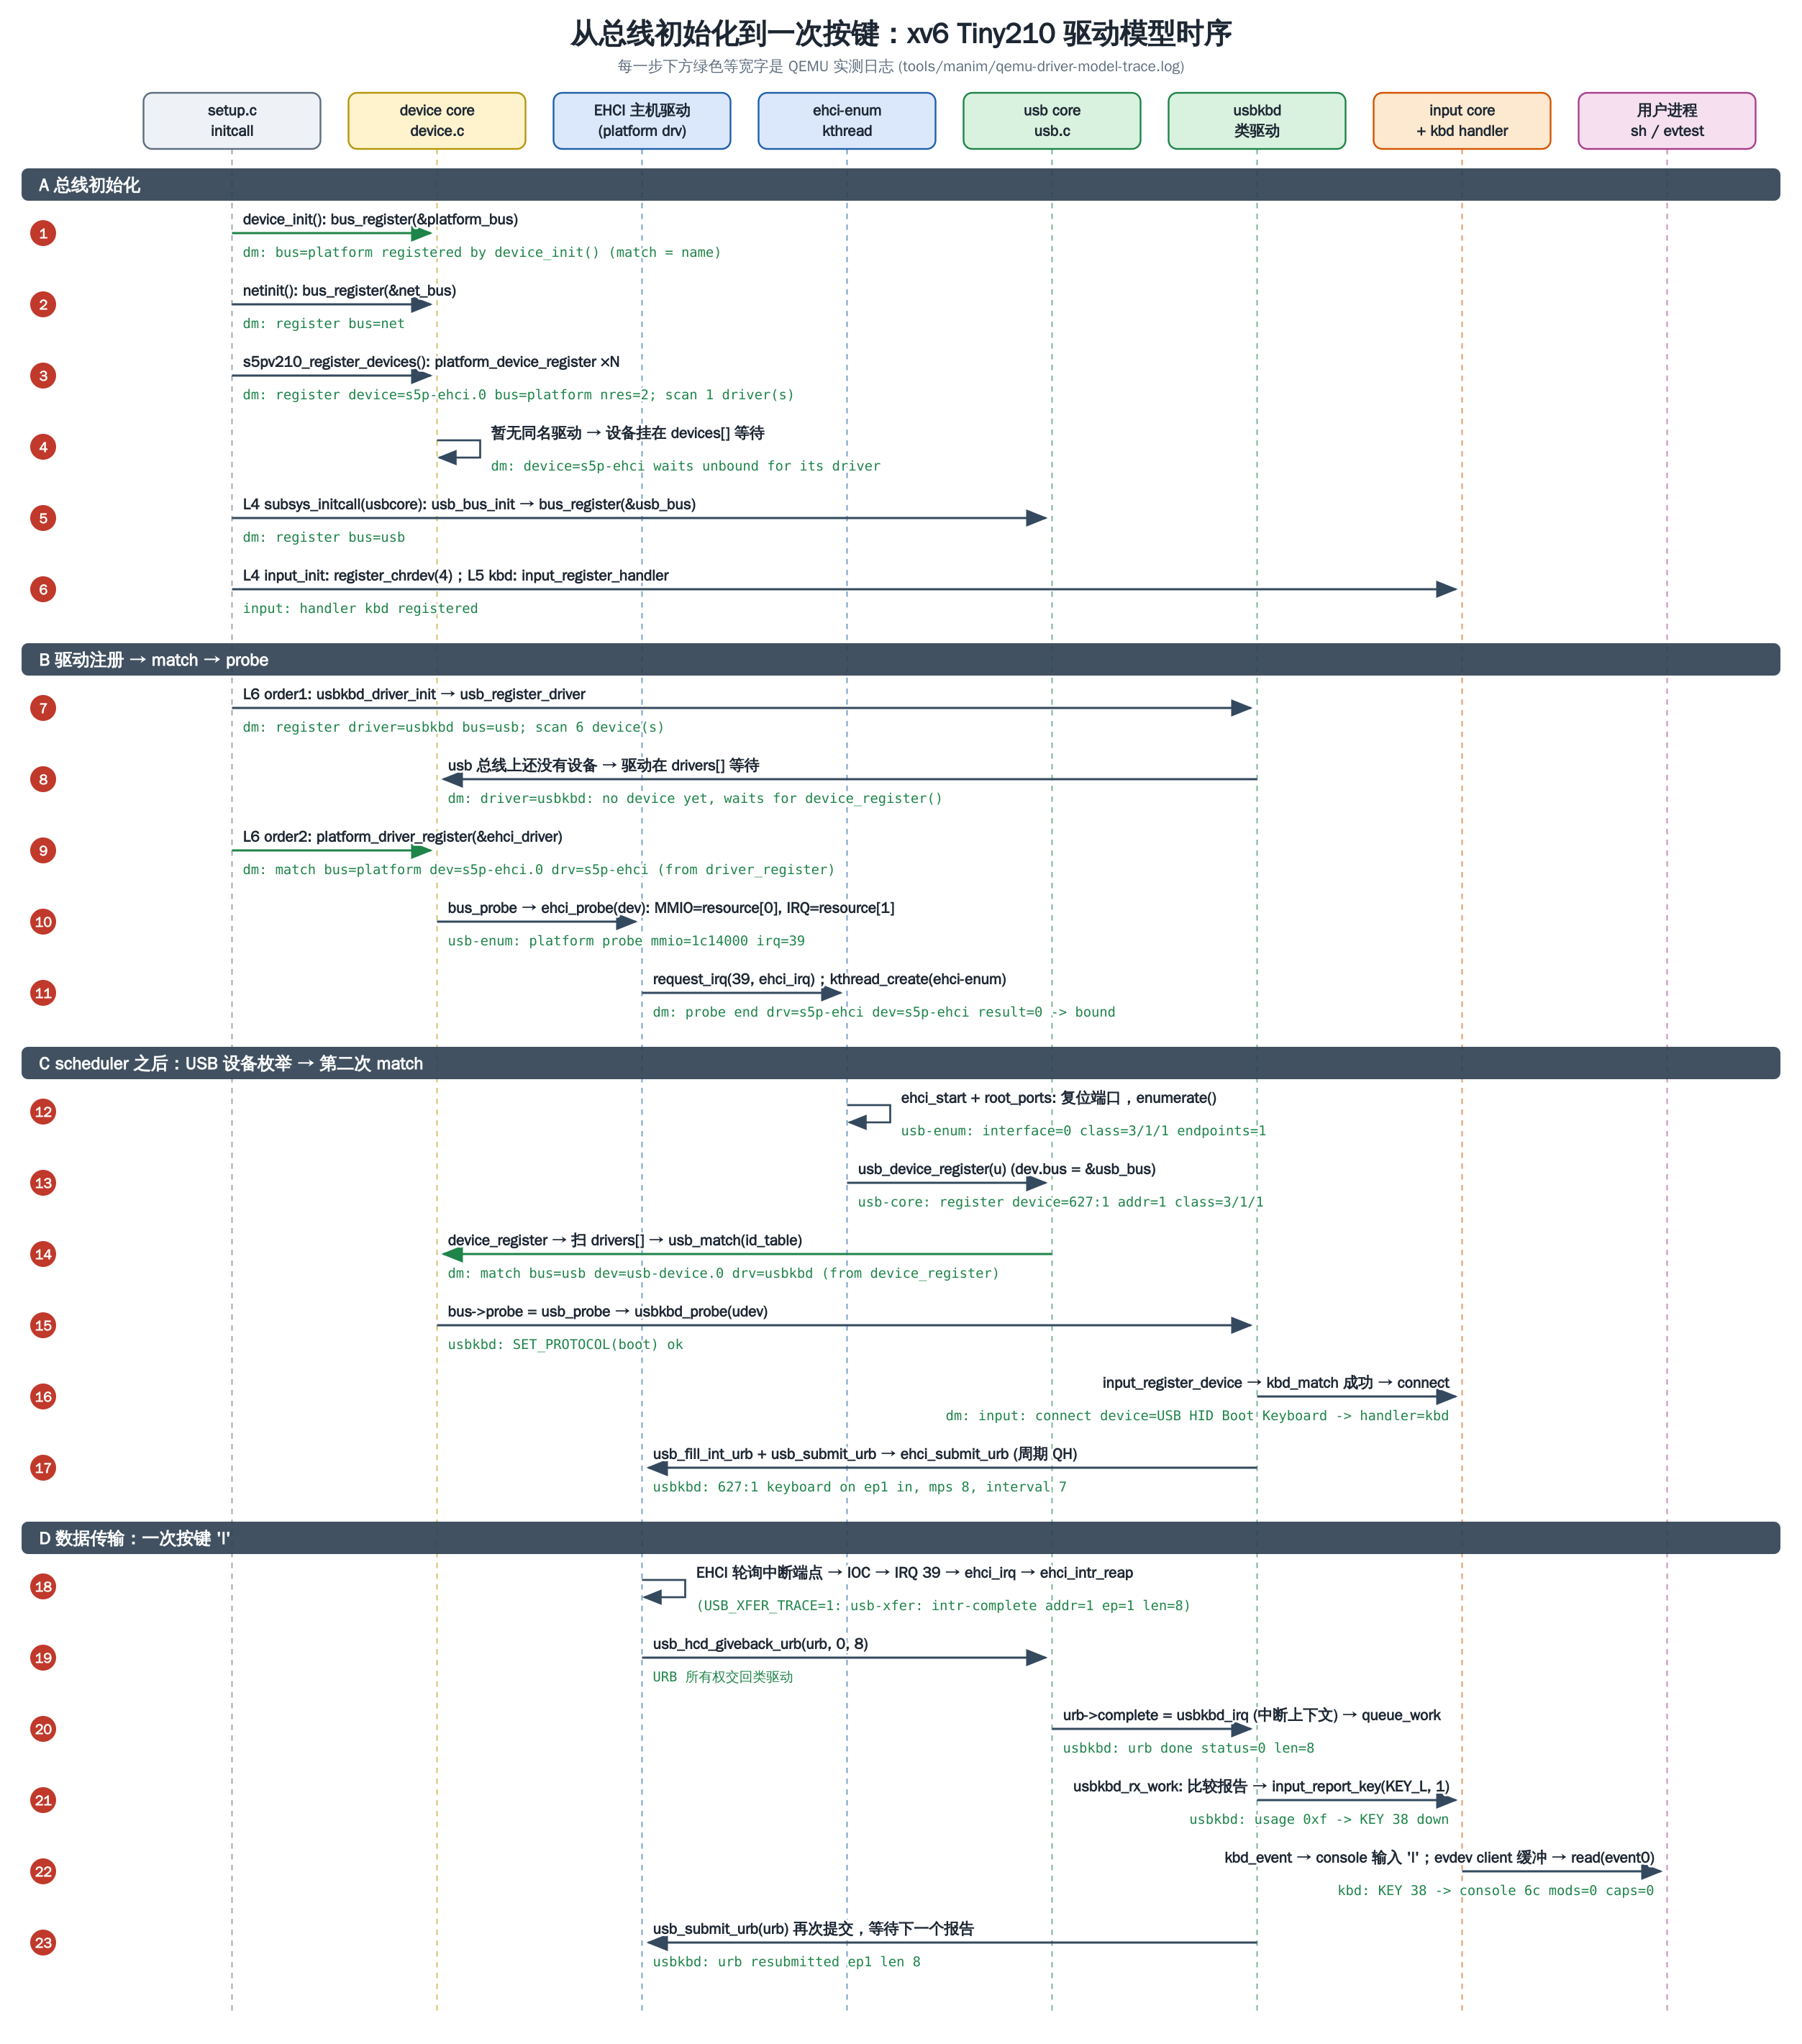 从总线初始化到一次按键：xv6 Tiny210 驱动模型时序
每一步下方绿色等宽字是 QEMU 实测日志 (tools/manim/qemu-driver-model-trace.log)
setup.c
initcall
device core
device.c
EHCI 主机驱动
(platform drv)
ehci-enum
kthread
usb core
usb.c
usbkbd
类驱动
input core
+ kbd handler
用户进程
sh / evtest
A 总线初始化
1
device_init(): bus_register(&platform_bus)
dm: bus=platform registered by device_init() (match = name)
2
netinit(): bus_register(&net_bus)
dm: register bus=net
3
s5pv210_register_devices(): platform_device_register ×N
dm: register device=s5p-ehci.0 bus=platform nres=2; scan 1 driver(s)
4
暂无同名驱动 → 设备挂在 devices[] 等待
dm: device=s5p-ehci waits unbound for its driver
5
L4 subsys_initcall(usbcore): usb_bus_init → bus_register(&usb_bus)
dm: register bus=usb
6
L4 input_init: register_chrdev(4)；L5 kbd: input_register_handler
input: handler kbd registered
B 驱动注册 → match → probe
7
L6 order1: usbkbd_driver_init → usb_register_driver
dm: register driver=usbkbd bus=usb; scan 6 device(s)
8
usb 总线上还没有设备 → 驱动在 drivers[] 等待
dm: driver=usbkbd: no device yet, waits for device_register()
9
L6 order2: platform_driver_register(&ehci_driver)
dm: match bus=platform dev=s5p-ehci.0 drv=s5p-ehci (from driver_register)
10
bus_probe → ehci_probe(dev): MMIO=resource[0], IRQ=resource[1]
usb-enum: platform probe mmio=1c14000 irq=39
11
request_irq(39, ehci_irq)；kthread_create(ehci-enum)
dm: probe end drv=s5p-ehci dev=s5p-ehci result=0 -> bound
C scheduler 之后：USB 设备枚举 → 第二次 match
12
ehci_start + root_ports: 复位端口，enumerate()
usb-enum: interface=0 class=3/1/1 endpoints=1
13
usb_device_register(u) (dev.bus = &usb_bus)
usb-core: register device=627:1 addr=1 class=3/1/1
14
device_register → 扫 drivers[] → usb_match(id_table)
dm: match bus=usb dev=usb-device.0 drv=usbkbd (from device_register)
15
bus->probe = usb_probe → usbkbd_probe(udev)
usbkbd: SET_PROTOCOL(boot) ok
16
input_register_device → kbd_match 成功 → connect
dm: input: connect device=USB HID Boot Keyboard -> handler=kbd
17
usb_fill_int_urb + usb_submit_urb → ehci_submit_urb (周期 QH)
usbkbd: 627:1 keyboard on ep1 in, mps 8, interval 7
D 数据传输：一次按键 'l'
18
EHCI 轮询中断端点 → IOC → IRQ 39 → ehci_irq → ehci_intr_reap
(USB_XFER_TRACE=1: usb-xfer: intr-complete addr=1 ep=1 len=8)
19
usb_hcd_giveback_urb(urb, 0, 8)
URB 所有权交回类驱动
20
urb->complete = usbkbd_irq (中断上下文) → queue_work
usbkbd: urb done status=0 len=8
21
usbkbd_rx_work: 比较报告 → input_report_key(KEY_L, 1)
usbkbd: usage 0xf -> KEY 38 down
22
kbd_event → console 输入 'l'；evdev client 缓冲 → read(event0)
kbd: KEY 38 -> console 6c mods=0 caps=0
23
usb_submit_urb(urb) 再次提交，等待下一个报告
usbkbd: urb resubmitted ep1 len 8